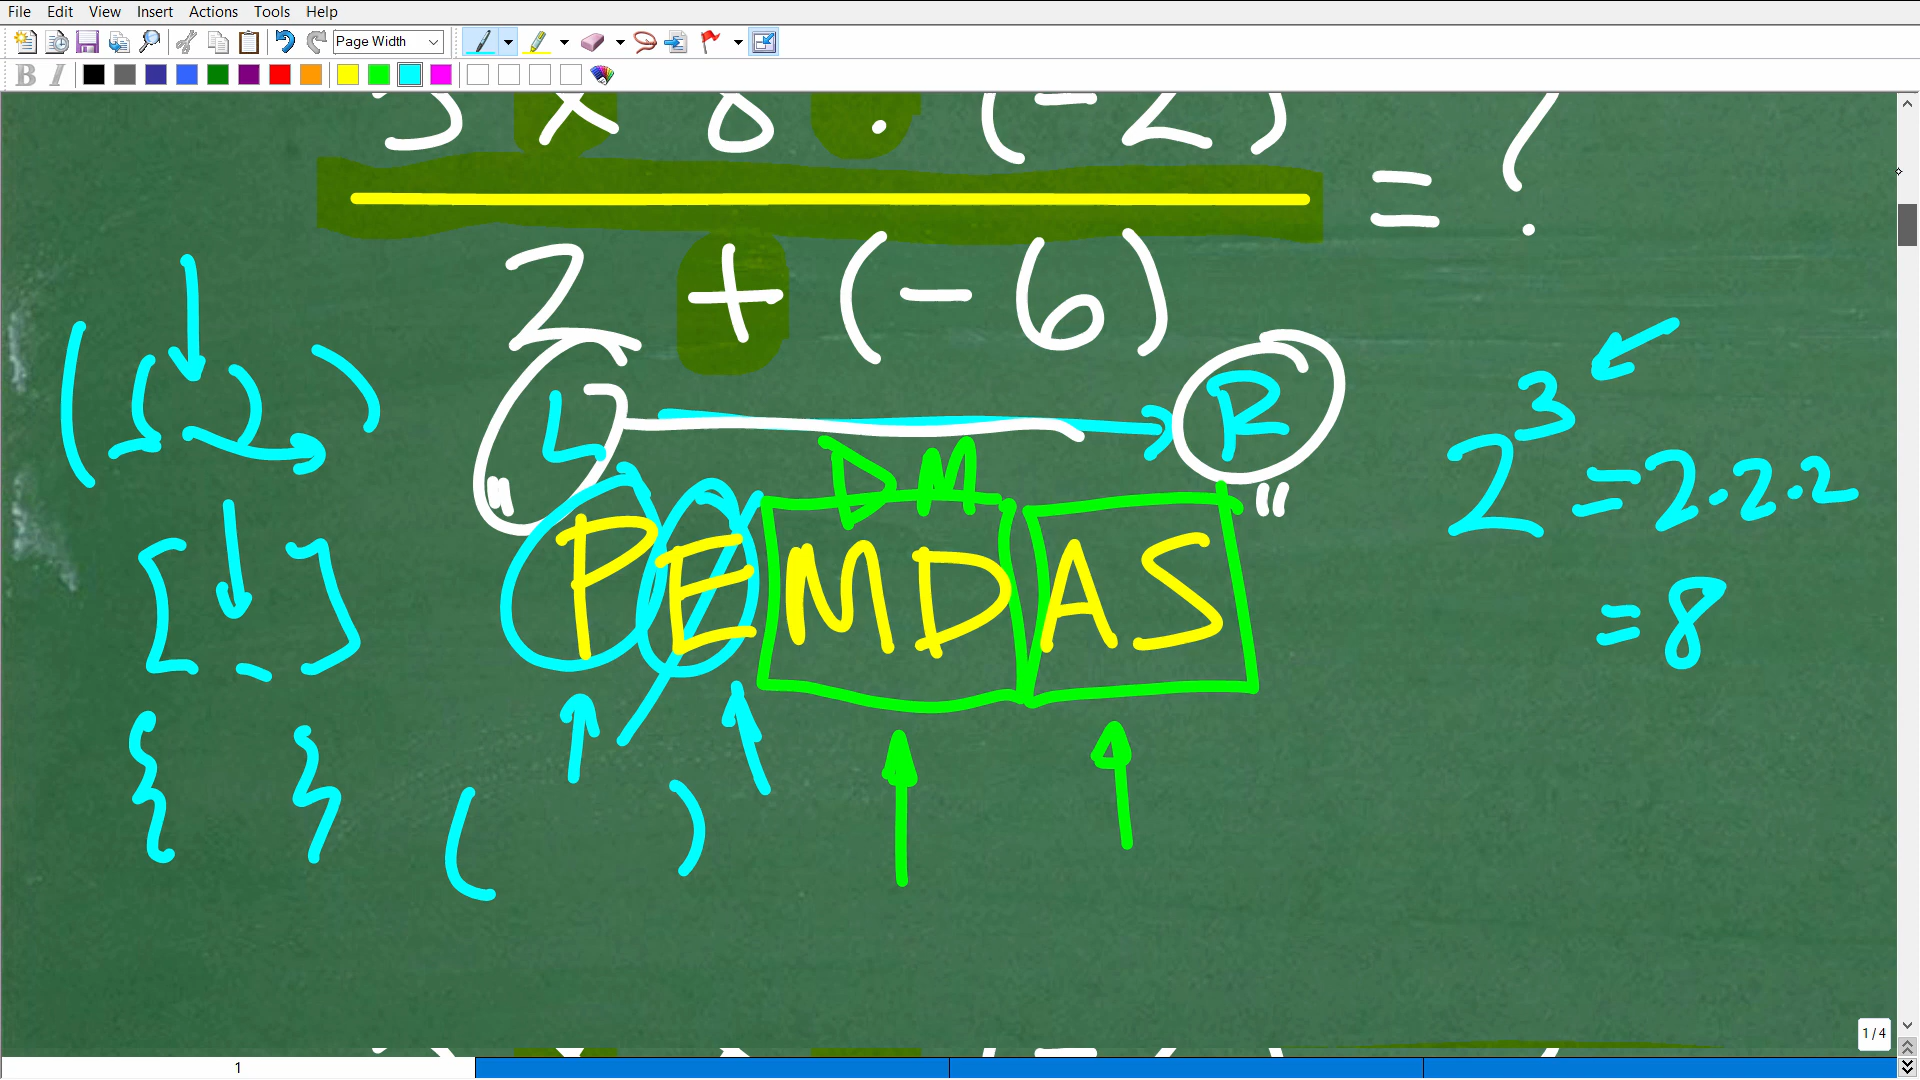 File Edit View Insert Actions Tools Help
Page Width
B I
× 8 · (-2)
= ?
2 + (-6)
( ( ) )
"L R"
2³ = 2·2·2
= 8
DM
PEMDAS
[ ]
{ }
( )
1 / 4
1